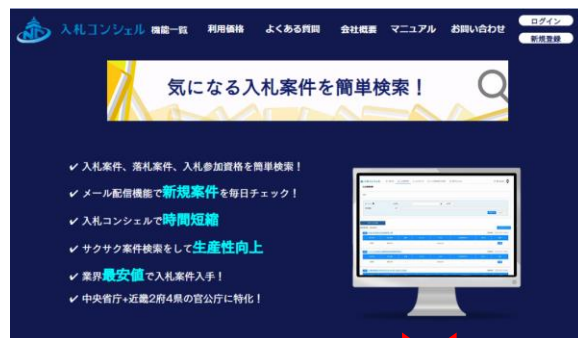 入札コンシェル 機能一覧 利用価格 よくある質問 会社概要 マニュアル お問い合わせ ログイン
新規登録
気になる入札案件を簡単検索！
✔ 入札案件、落札案件、入札参加資格を簡単検索！
✔ メール配信機能で新規案件を毎日チェック！
✔ 入札コンシェルで時間短縮
✔ サクサク案件検索をして生産性向上
✔ 業界最安値で入札案件入手！
✔ 中央省庁+近畿2府4県の官公庁に特化！